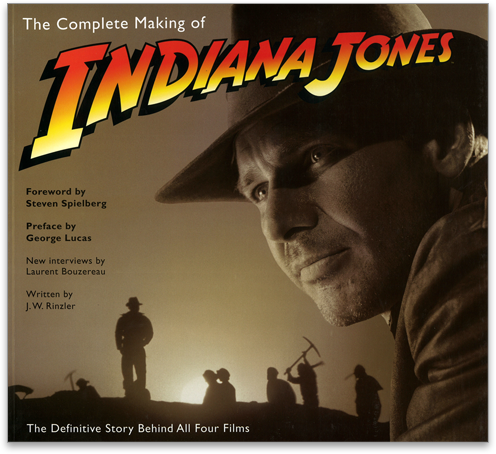 The Complete Making of
INDIANA JONES
Foreword by
Steven Spielberg
Preface by
George Lucas
New interviews by
Laurent Bouzereau
Written by
J. W. Rinzler
The Definitive Story Behind All Four Films